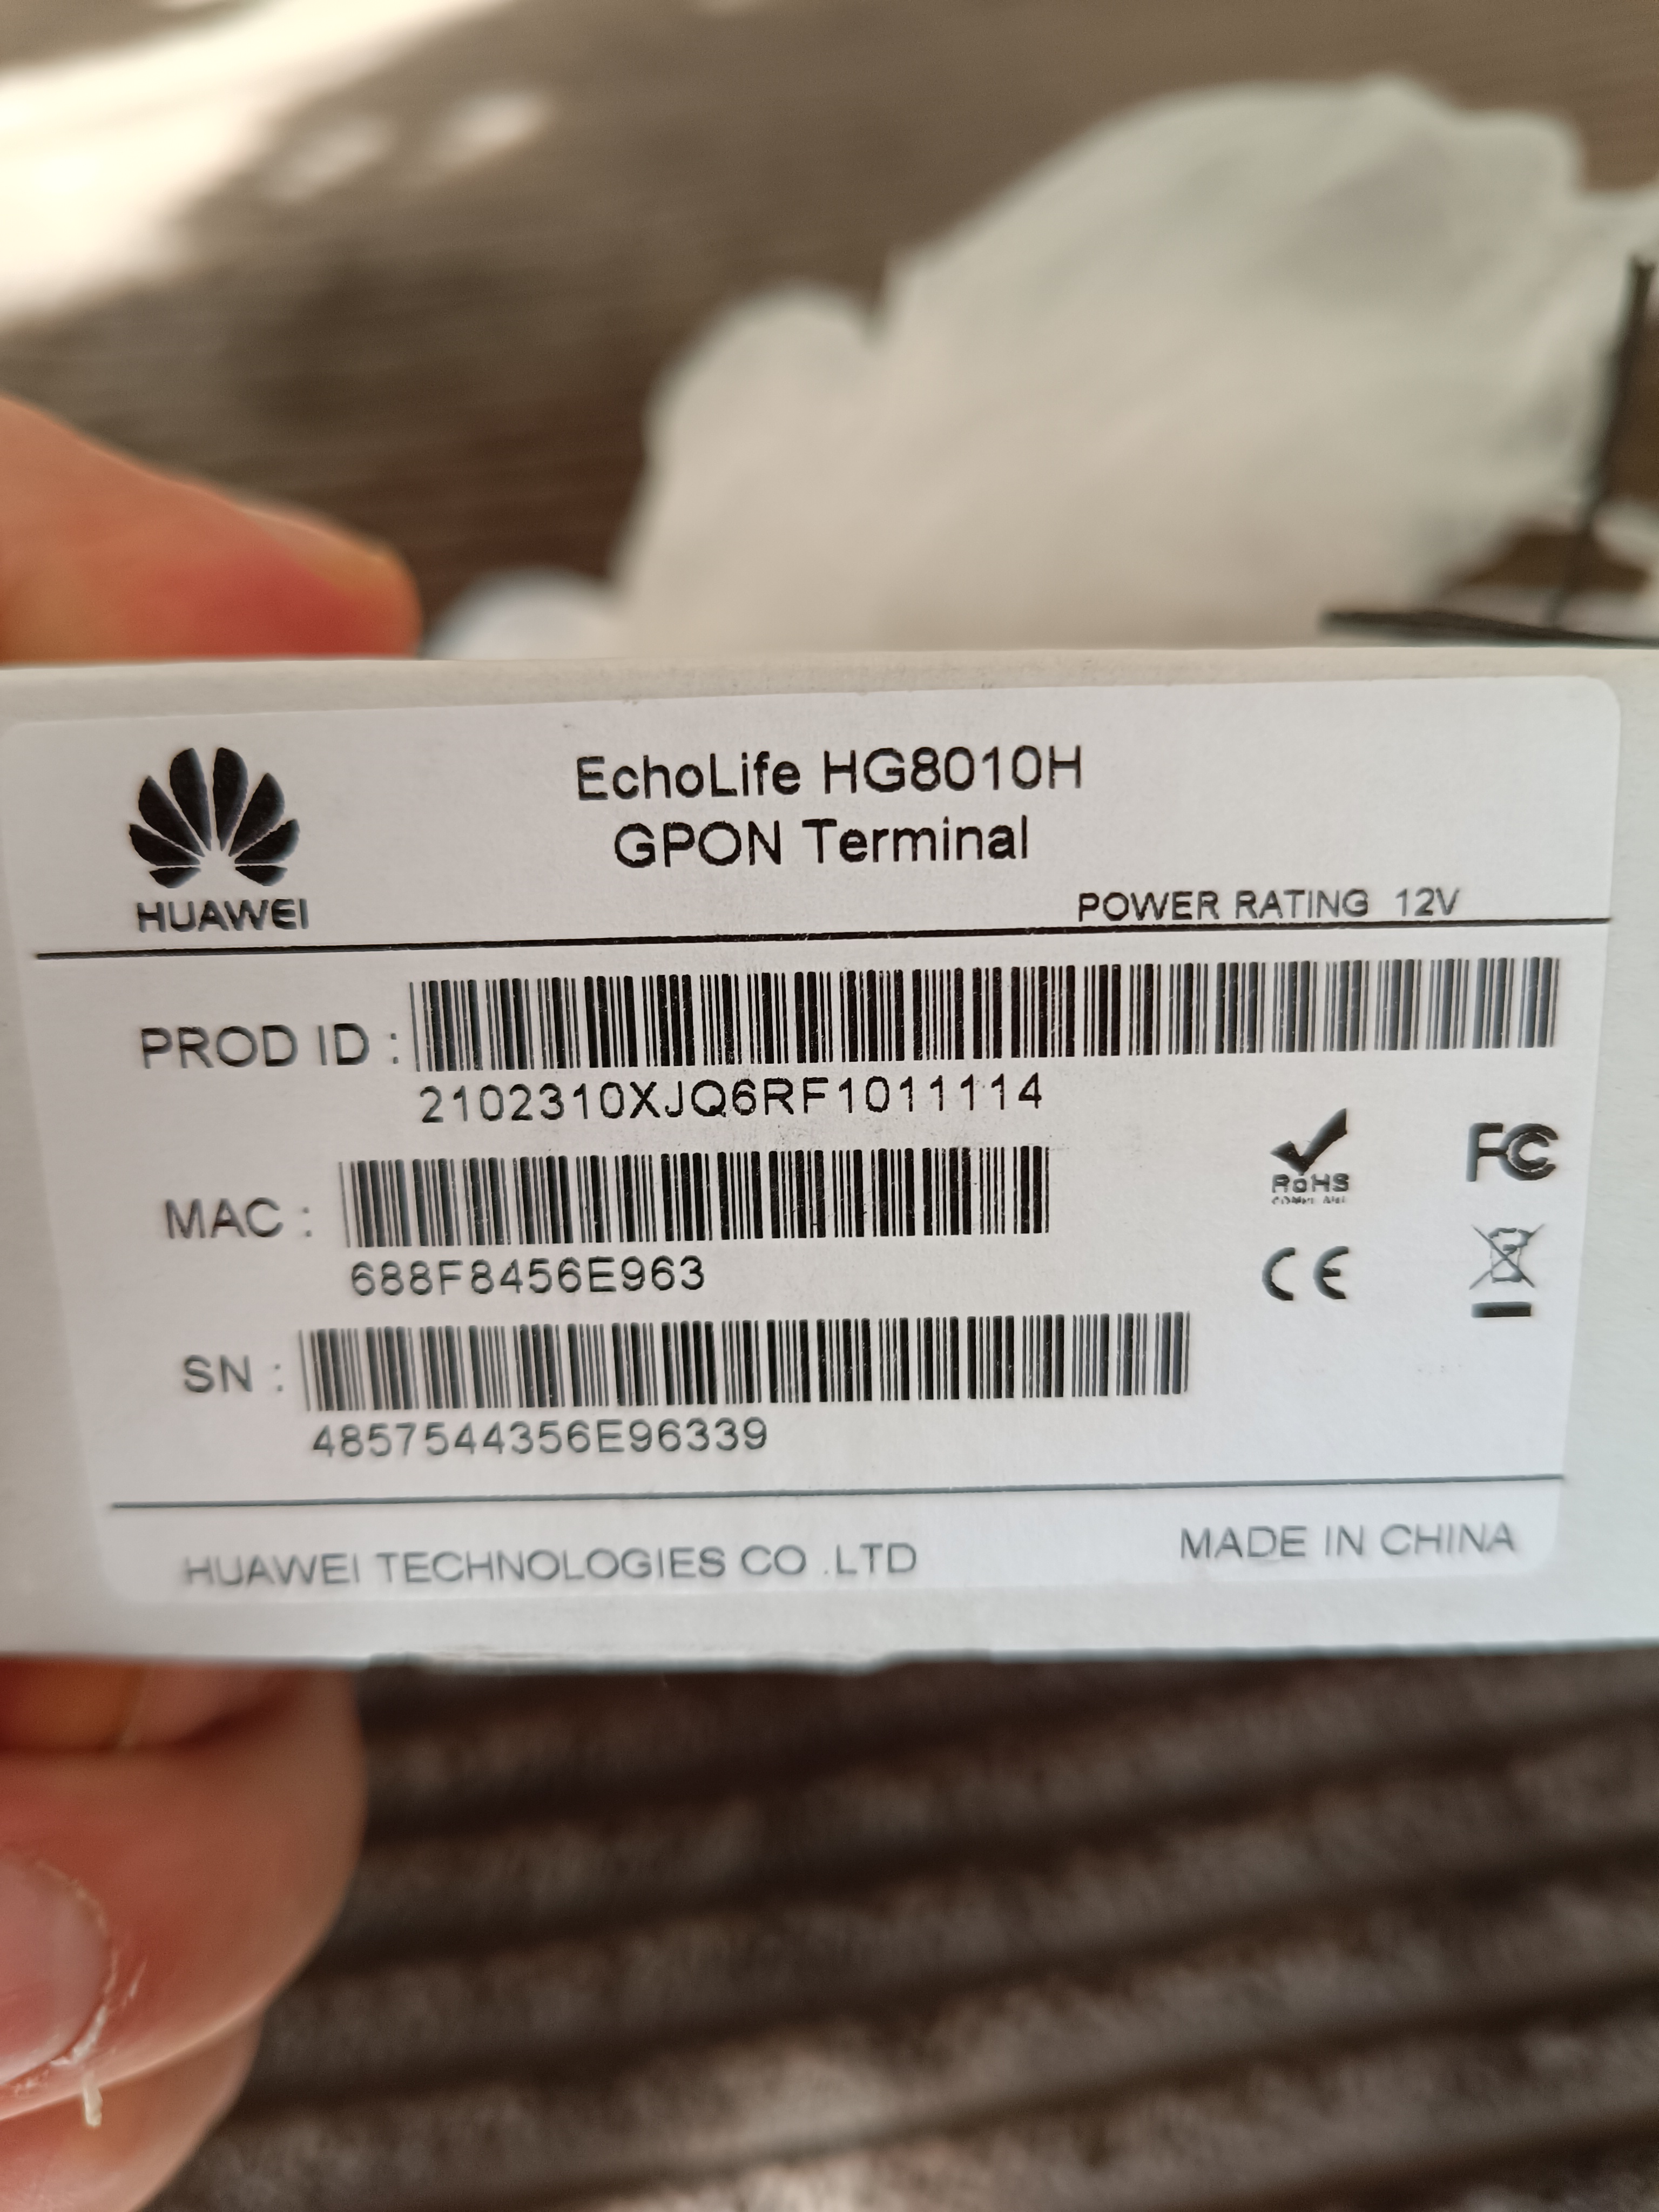 EchoLife HG8010H
GPON Terminal
HUAWEI
POWER RATING 12V
PROD ID :
2102310XJQ6RF1011114
RoHS
COMPLIANT
FC
MAC :
688F8456E963
CE
SN :
4857544356E96339
HUAWEI TECHNOLOGIES CO .LTD
MADE IN CHINA